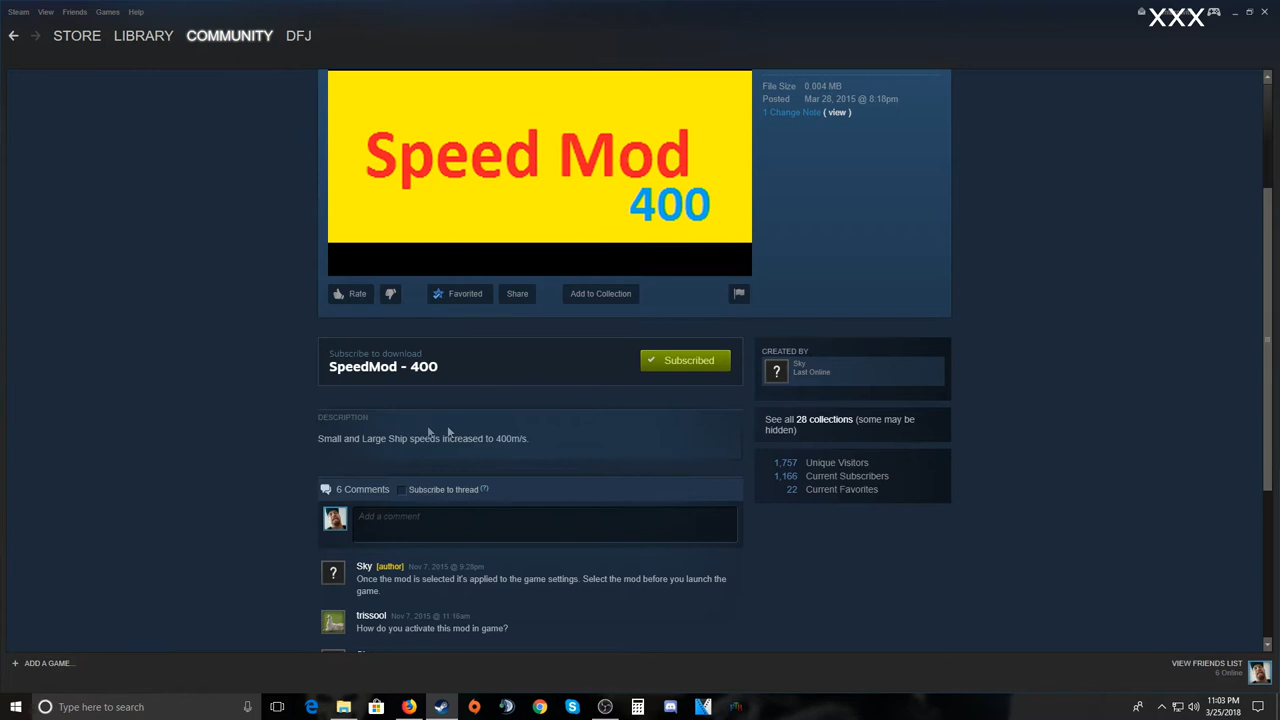 Steam View Friends Games Help
XXX
STORE LIBRARY COMMUNITY DFJ
File Size 0.004 MB
Posted Mar 28, 2015 @ 8:18pm
1 Change Note ( view )
Speed Mod
400
Rate Favorited Share Add to Collection
Subscribe to download
SpeedMod - 400
Subscribed
CREATED BY
? Sky
Last Online
DESCRIPTION
Small and Large Ship speeds increased to 400m/s.
See all 28 collections (some may be
hidden)
1,757 Unique Visitors
1,166 Current Subscribers
22 Current Favorites
6 Comments Subscribe to thread (?)
Add a comment
? Sky [author] Nov 7, 2015 @ 9:28pm
Once the mod is selected it's applied to the game settings. Select the mod before you launch the
game.
trissool Nov 7, 2015 @ 11:16am
How do you activate this mod in game?
+ ADD A GAME...
VIEW FRIENDS LIST
6 Online
Type here to search
11:03 PM
3/25/2018